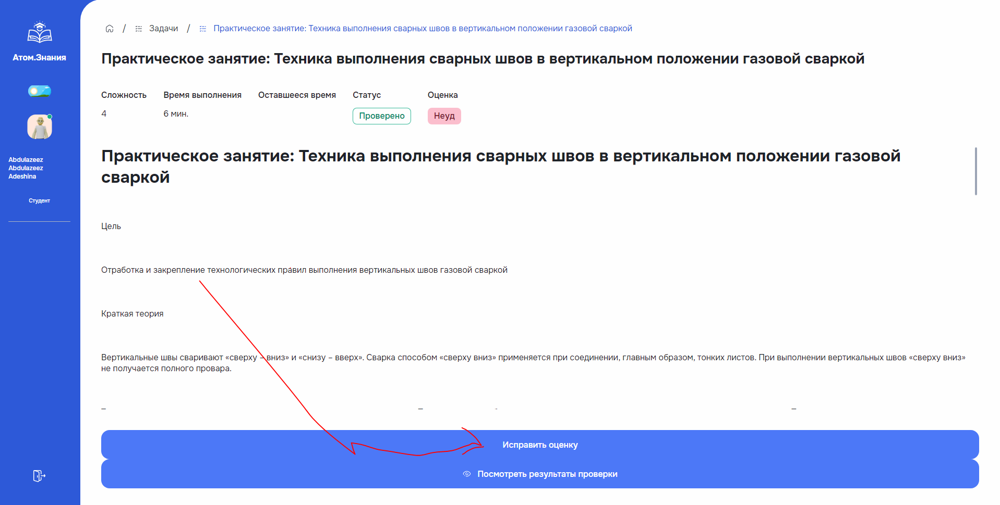 Атом.Знания
Abdulazeez
Abdulazeez
Adeshina
Студент
/ Задачи / Практическое занятие: Техника выполнения сварных швов в вертикальном положении газовой сваркой
Практическое занятие: Техника выполнения сварных швов в вертикальном положении газовой сваркой
Сложность Время выполнения Оставшееся время Статус Оценка
4 6 мин. Проверено Неуд
Практическое занятие: Техника выполнения сварных швов в вертикальном положении газовой
сваркой
Цель
Отработка и закрепление технологических правил выполнения вертикальных швов газовой сваркой
Краткая теория
Вертикальные швы сваривают «сверху – вниз» и «снизу – вверх». Сварка способом «сверху вниз» применяется при соединении, главным образом, тонких листов. При выполнении вертикальных швов «сверху вниз»
не получается полного провара.
Исправить оценку
Посмотреть результаты проверки